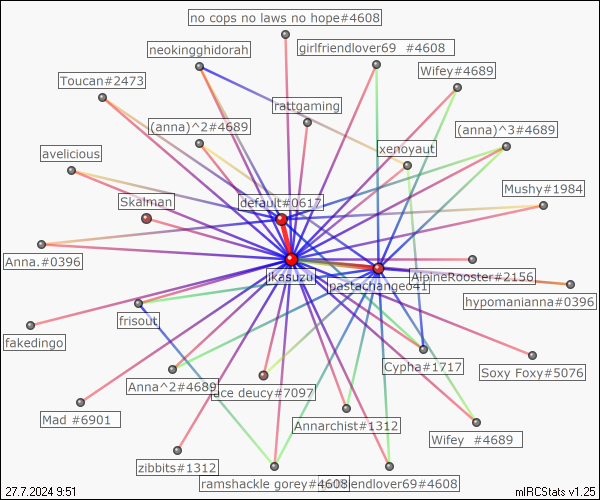 no cops no laws no hope#4608
neokingghidorah
girlfriendlover69 #4608
Wifey#4689
Toucan#2473
rattgaming
(anna)^2#4689
(anna)^3#4689
xenoyaut
avelicious
Mushy#1984
Skalman
default#0617
Anna.#0396
jkasuzu
pastachange041
AlpineRooster#2156
hypomanianna#0396
frisout
fakedingo
Cypha#1717
Soxy Foxy#5076
Anna^2#4689
ace deucy#7097
Mad #6901
Annarchist#1312
Wifey #4689
zibbits#1312
ramshackle gorey#4608
endlover69#4608
27.7.2024 9:51
mIRCStats v1.25